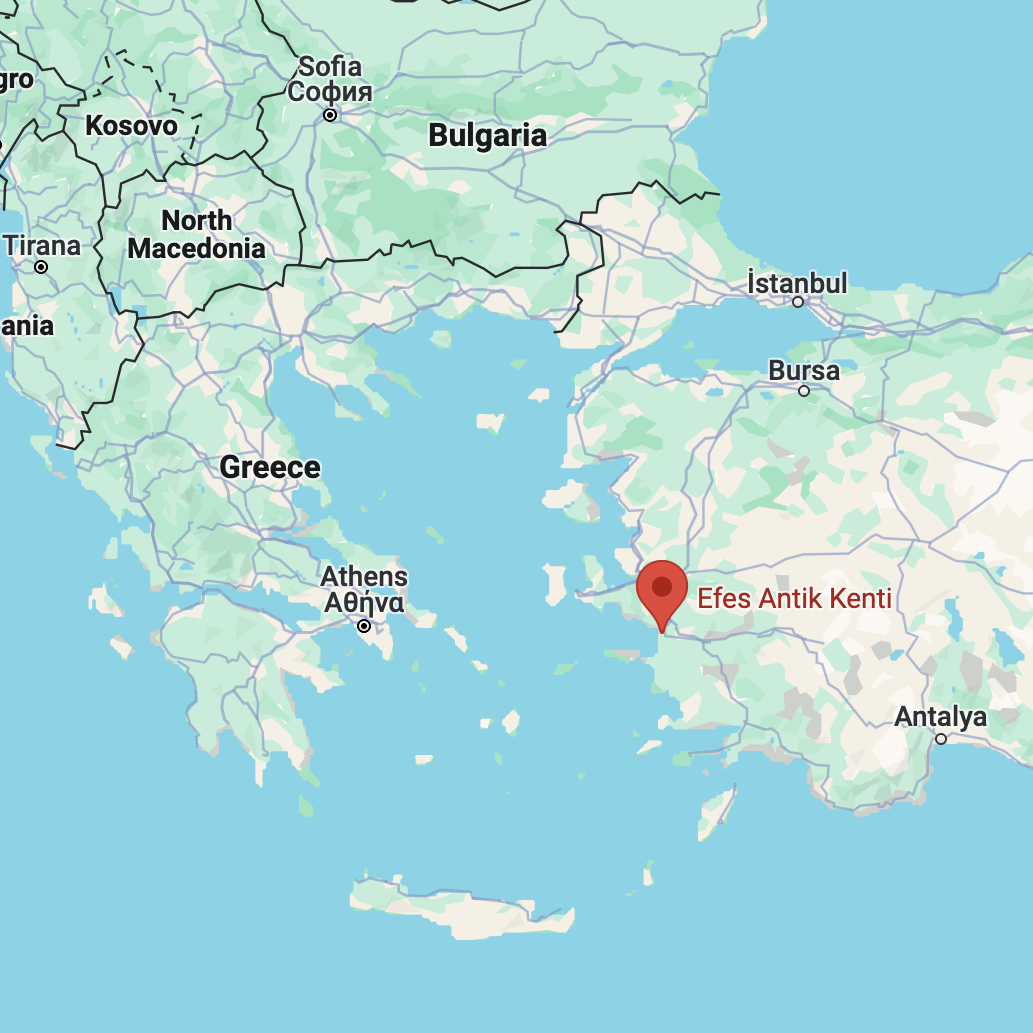 Sofia
София
gro
Kosovo
Bulgaria
North
Macedonia
Tirana
İstanbul
ania
Bursa
Greece
Athens
Αθήνα
Efes Antik Kenti
Antalya